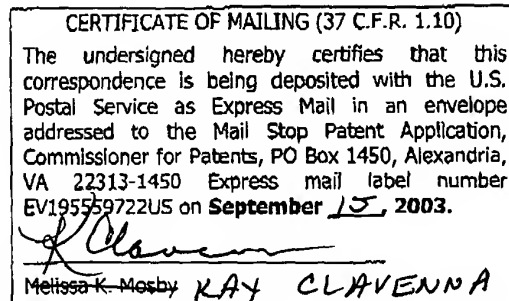 CERTIFICATE OF MAILING (37 C.F.R. 1.10)
The undersigned hereby certifies that this
correspondence is being deposited with the U.S.
Postal Service as Express Mail in an envelope
addressed to the Mail Stop Patent Application,
Commissioner for Patents, PO Box 1450, Alexandria,
VA 22313-1450 Express mail label number
EV195559722US on September 15, 2003.
K Clavenna
Melissa K. Mosby KAY CLAVENNA